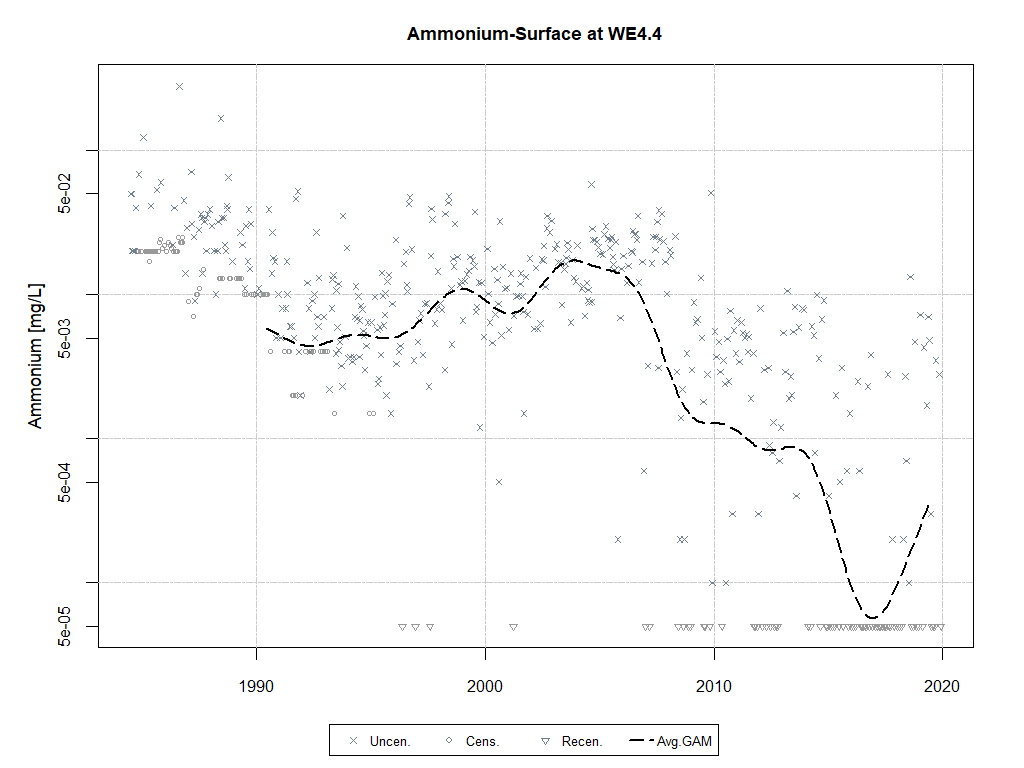 Ammonium-Surface at WE4.4
Ammonium [mg/L]
5e-02
5e-03
5e-04
5e-05
1990 2000 2010 2020
Uncen. Cens. Recen. Avg.GAM